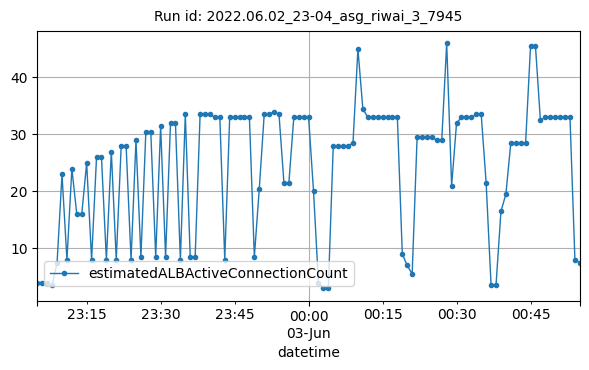 Run id: 2022.06.02_23-04_asg_riwai_3_7945
40
30
20
10
estimatedALBActiveConnectionCount
23:15 23:30 23:45 00:00 00:15 00:30 00:45
03-Jun
datetime